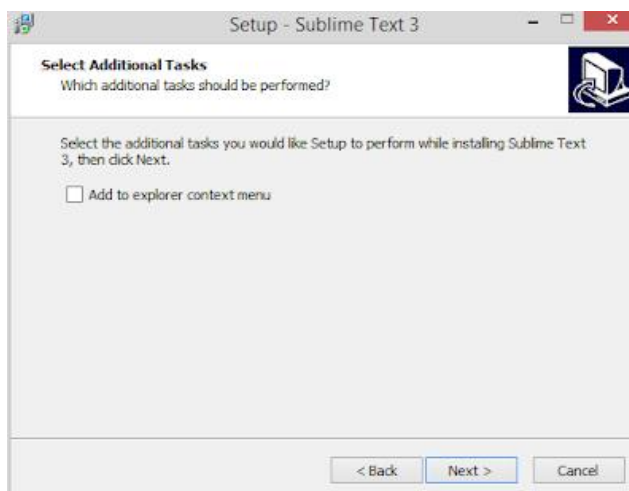 Setup - Sublime Text 3
Select Additional Tasks
Which additional tasks should be performed?
Select the additional tasks you would like Setup to perform while installing Sublime Text
3, then click Next.
Add to explorer context menu
< Back Next > Cancel